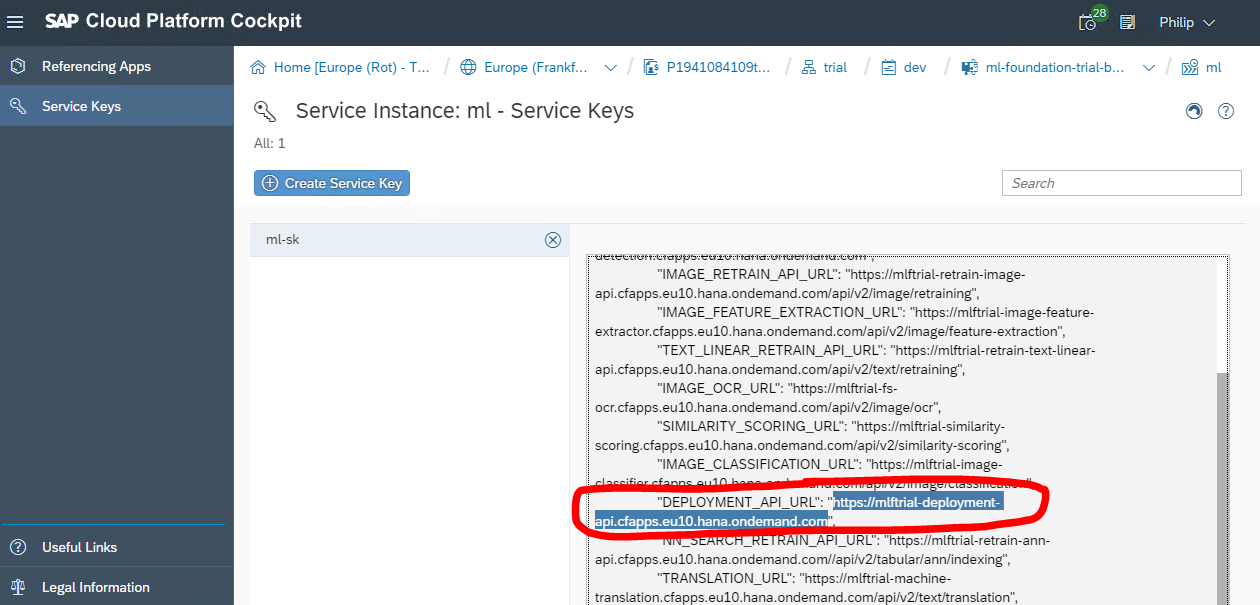 SAP Cloud Platform Cockpit
28
Philip
Referencing Apps
Service Keys
Home [Europe (Rot) - T... / Europe (Frankf... / P1941084109t... / trial / dev / ml-foundation-trial-b... / ml
Service Instance: ml - Service Keys
All: 1
Create Service Key
Search
ml-sk
detection.cfapps.eu10.hana.ondemand.com",
"IMAGE_RETRAIN_API_URL": "https://mlftrial-retrain-image-
api.cfapps.eu10.hana.ondemand.com/api/v2/image/retraining",
"IMAGE_FEATURE_EXTRACTION_URL": "https://mlftrial-image-feature-
extractor.cfapps.eu10.hana.ondemand.com/api/v2/image/feature-extraction",
"TEXT_LINEAR_RETRAIN_API_URL": "https://mlftrial-retrain-text-linear-
api.cfapps.eu10.hana.ondemand.com/api/v2/text/retraining",
"IMAGE_OCR_URL": "https://mlftrial-fs-
ocr.cfapps.eu10.hana.ondemand.com/api/v2/image/ocr",
"SIMILARITY_SCORING_URL": "https://mlftrial-similarity-
scoring.cfapps.eu10.hana.ondemand.com/api/v2/similarity-scoring",
"IMAGE_CLASSIFICATION_URL": "https://mlftrial-image-
classifier.cfapps.eu10.hana.ondemand.com/api/v2/image/classification",
"DEPLOYMENT_API_URL": "https://mlftrial-deployment-
api.cfapps.eu10.hana.ondemand.com",
"NN_SEARCH_RETRAIN_API_URL": "https://mlftrial-retrain-ann-
api.cfapps.eu10.hana.ondemand.com//api/v2/tabular/ann/indexing",
"TRANSLATION_URL": "https://mlftrial-machine-
translation.cfapps.eu10.hana.ondemand.com/api/v2/text/translation",
Useful Links
Legal Information